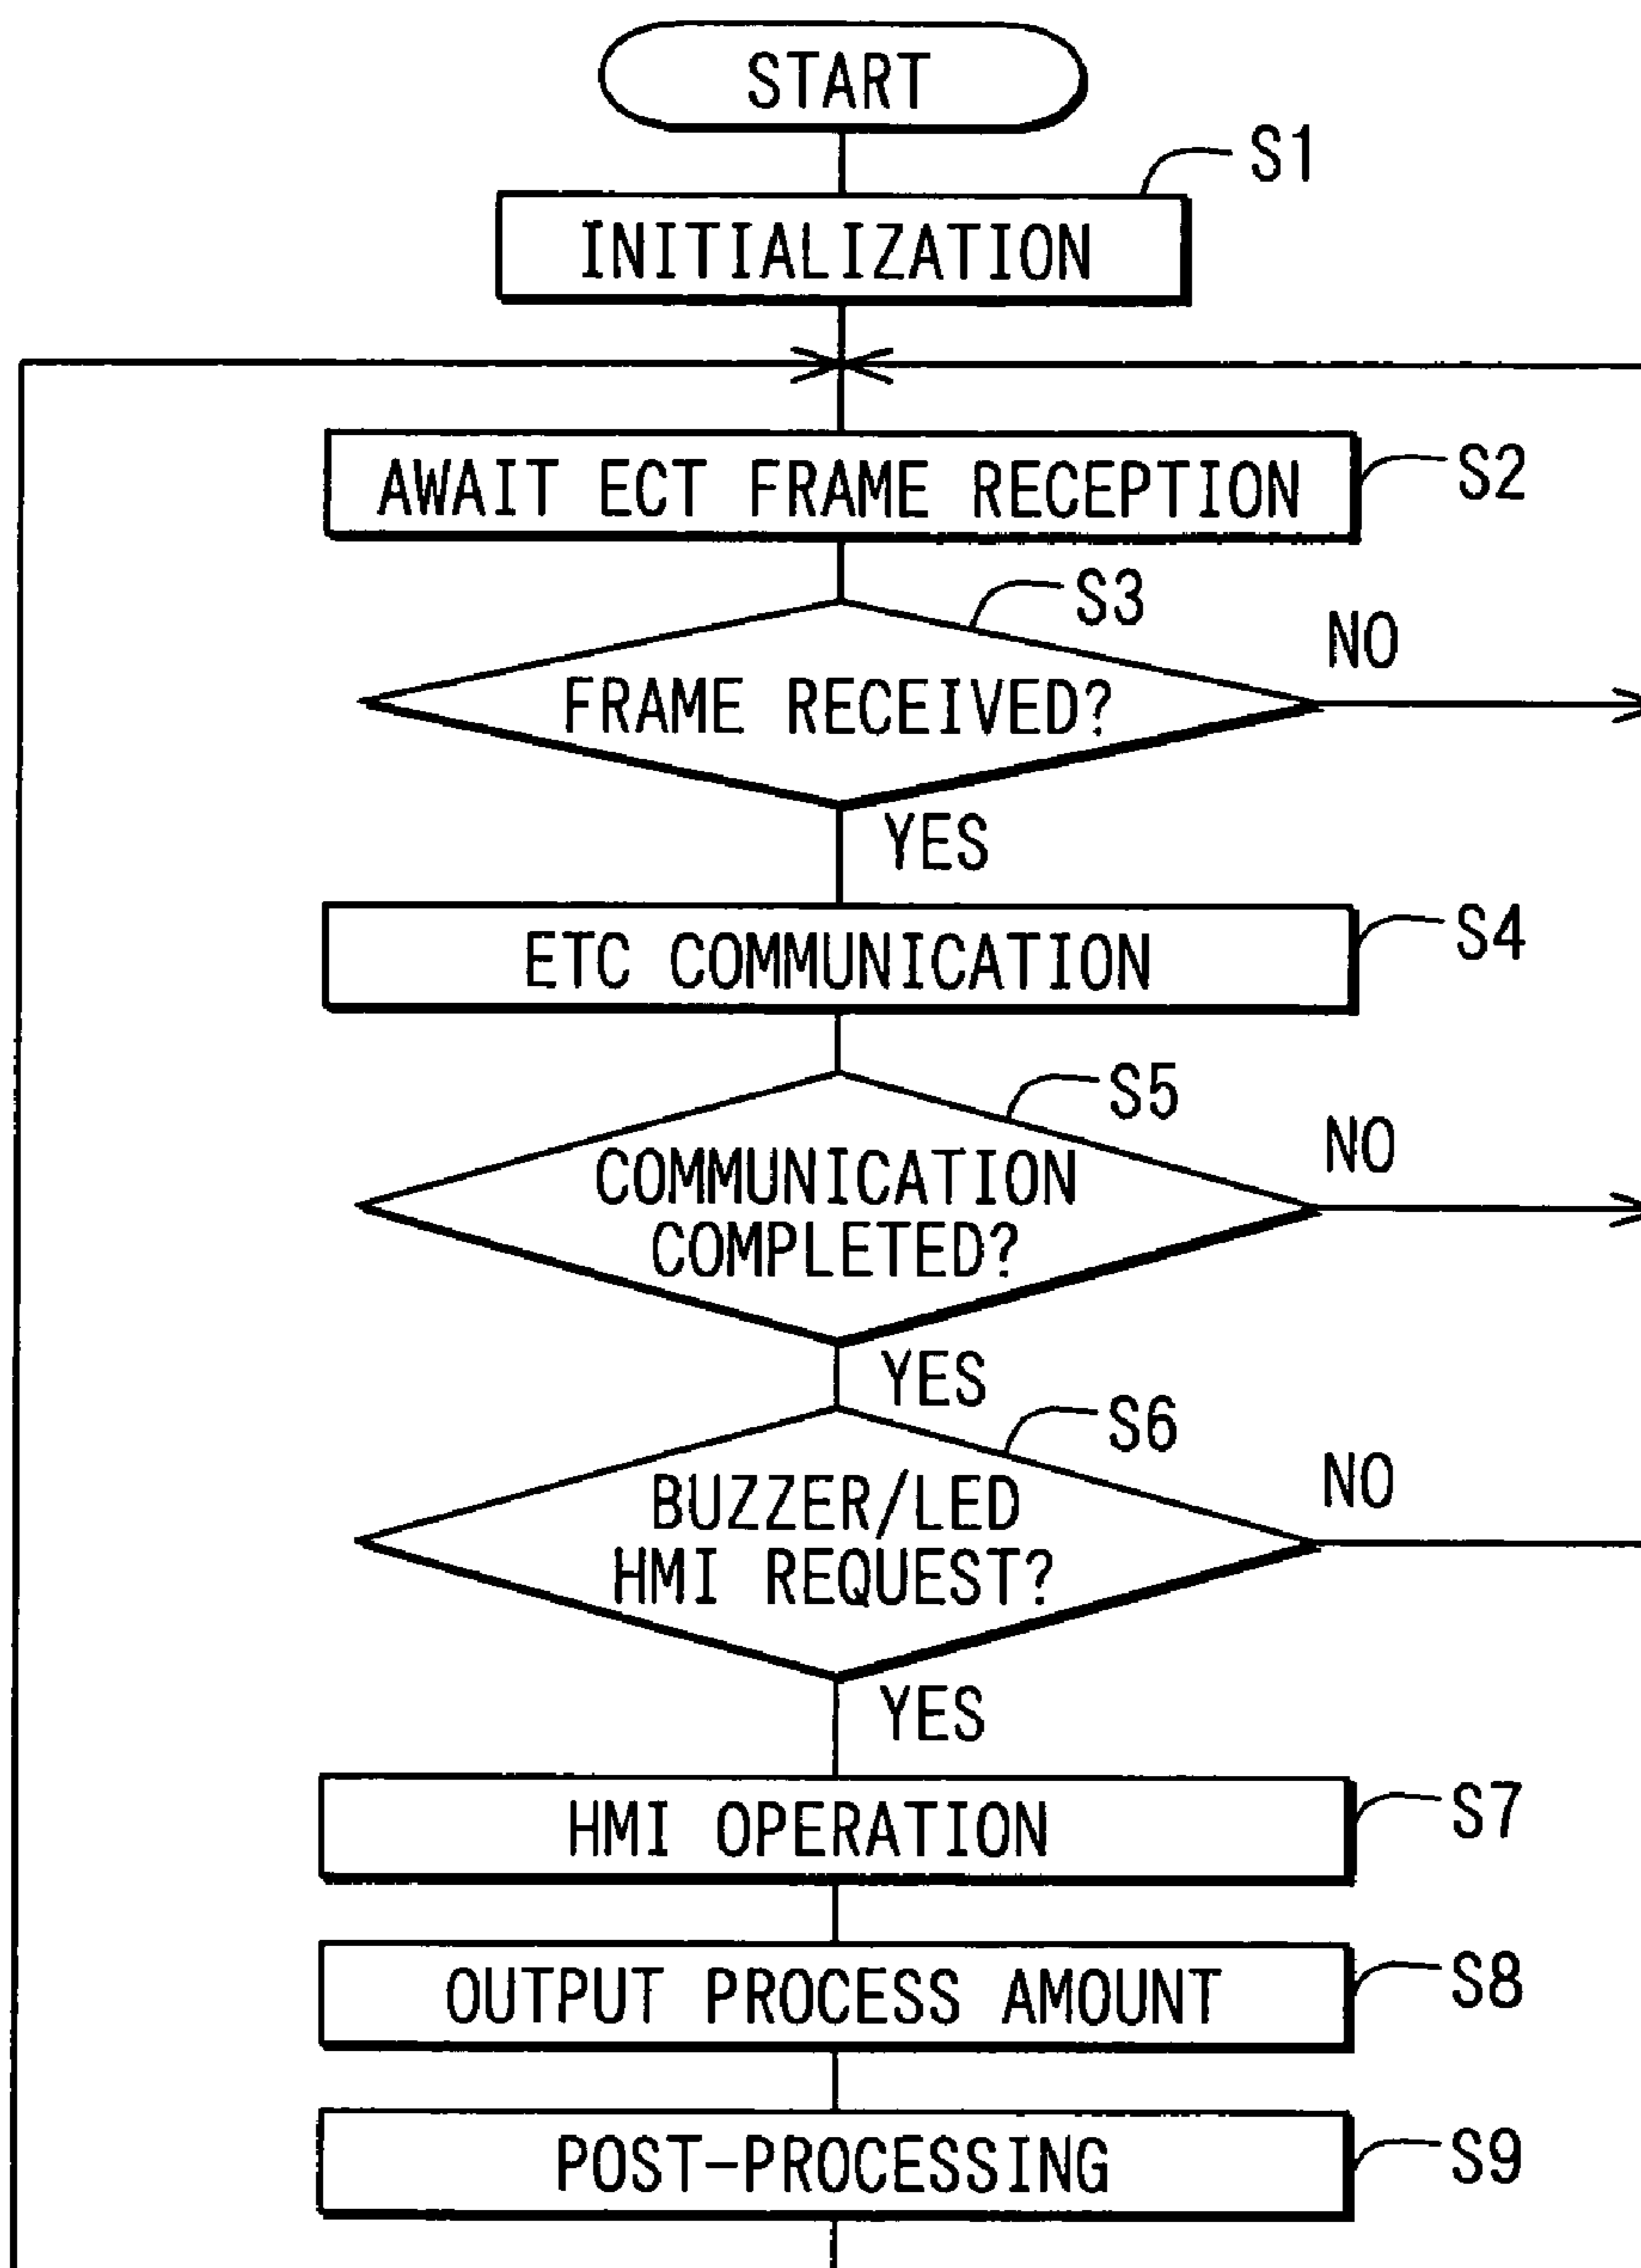 START
S1
INITIALIZATION
AWAIT ECT FRAME RECEPTION
S2
S3
NO
FRAME RECEIVED?
YES
ETC COMMUNICATION
S4
S5
NO
COMMUNICATION
COMPLETED?
YES
S6
NO
BUZZER/LED
HMI REQUEST?
YES
HMI OPERATION
S7
OUTPUT PROCESS AMOUNT
S8
POST-PROCESSING
S9